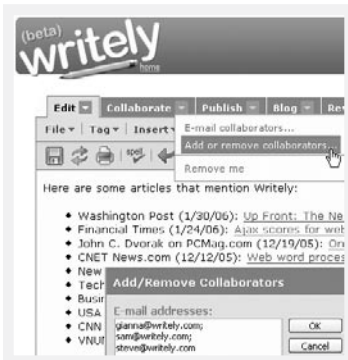 (beta)
writely
home
Edit Collaborate Publish Blog Rev
File Tag Insert
E-mail collaborators...
Add or remove collaborators...
Remove me
Here are some articles that mention Writely:
Washington Post (1/30/06): Up Front: The Ne
Financial Times (1/24/06): Ajax scores for web
John C. Dvorak on PCMag.com (12/19/05): On
CNET News.com (12/12/05): Web word proces
New
Tech
Busin
USA
CNN
VNUN
Add/Remove Collaborators
E-mail addresses:
gianna@writely.com;
sam@writely.com;
steve@writely.com
OK
Cancel